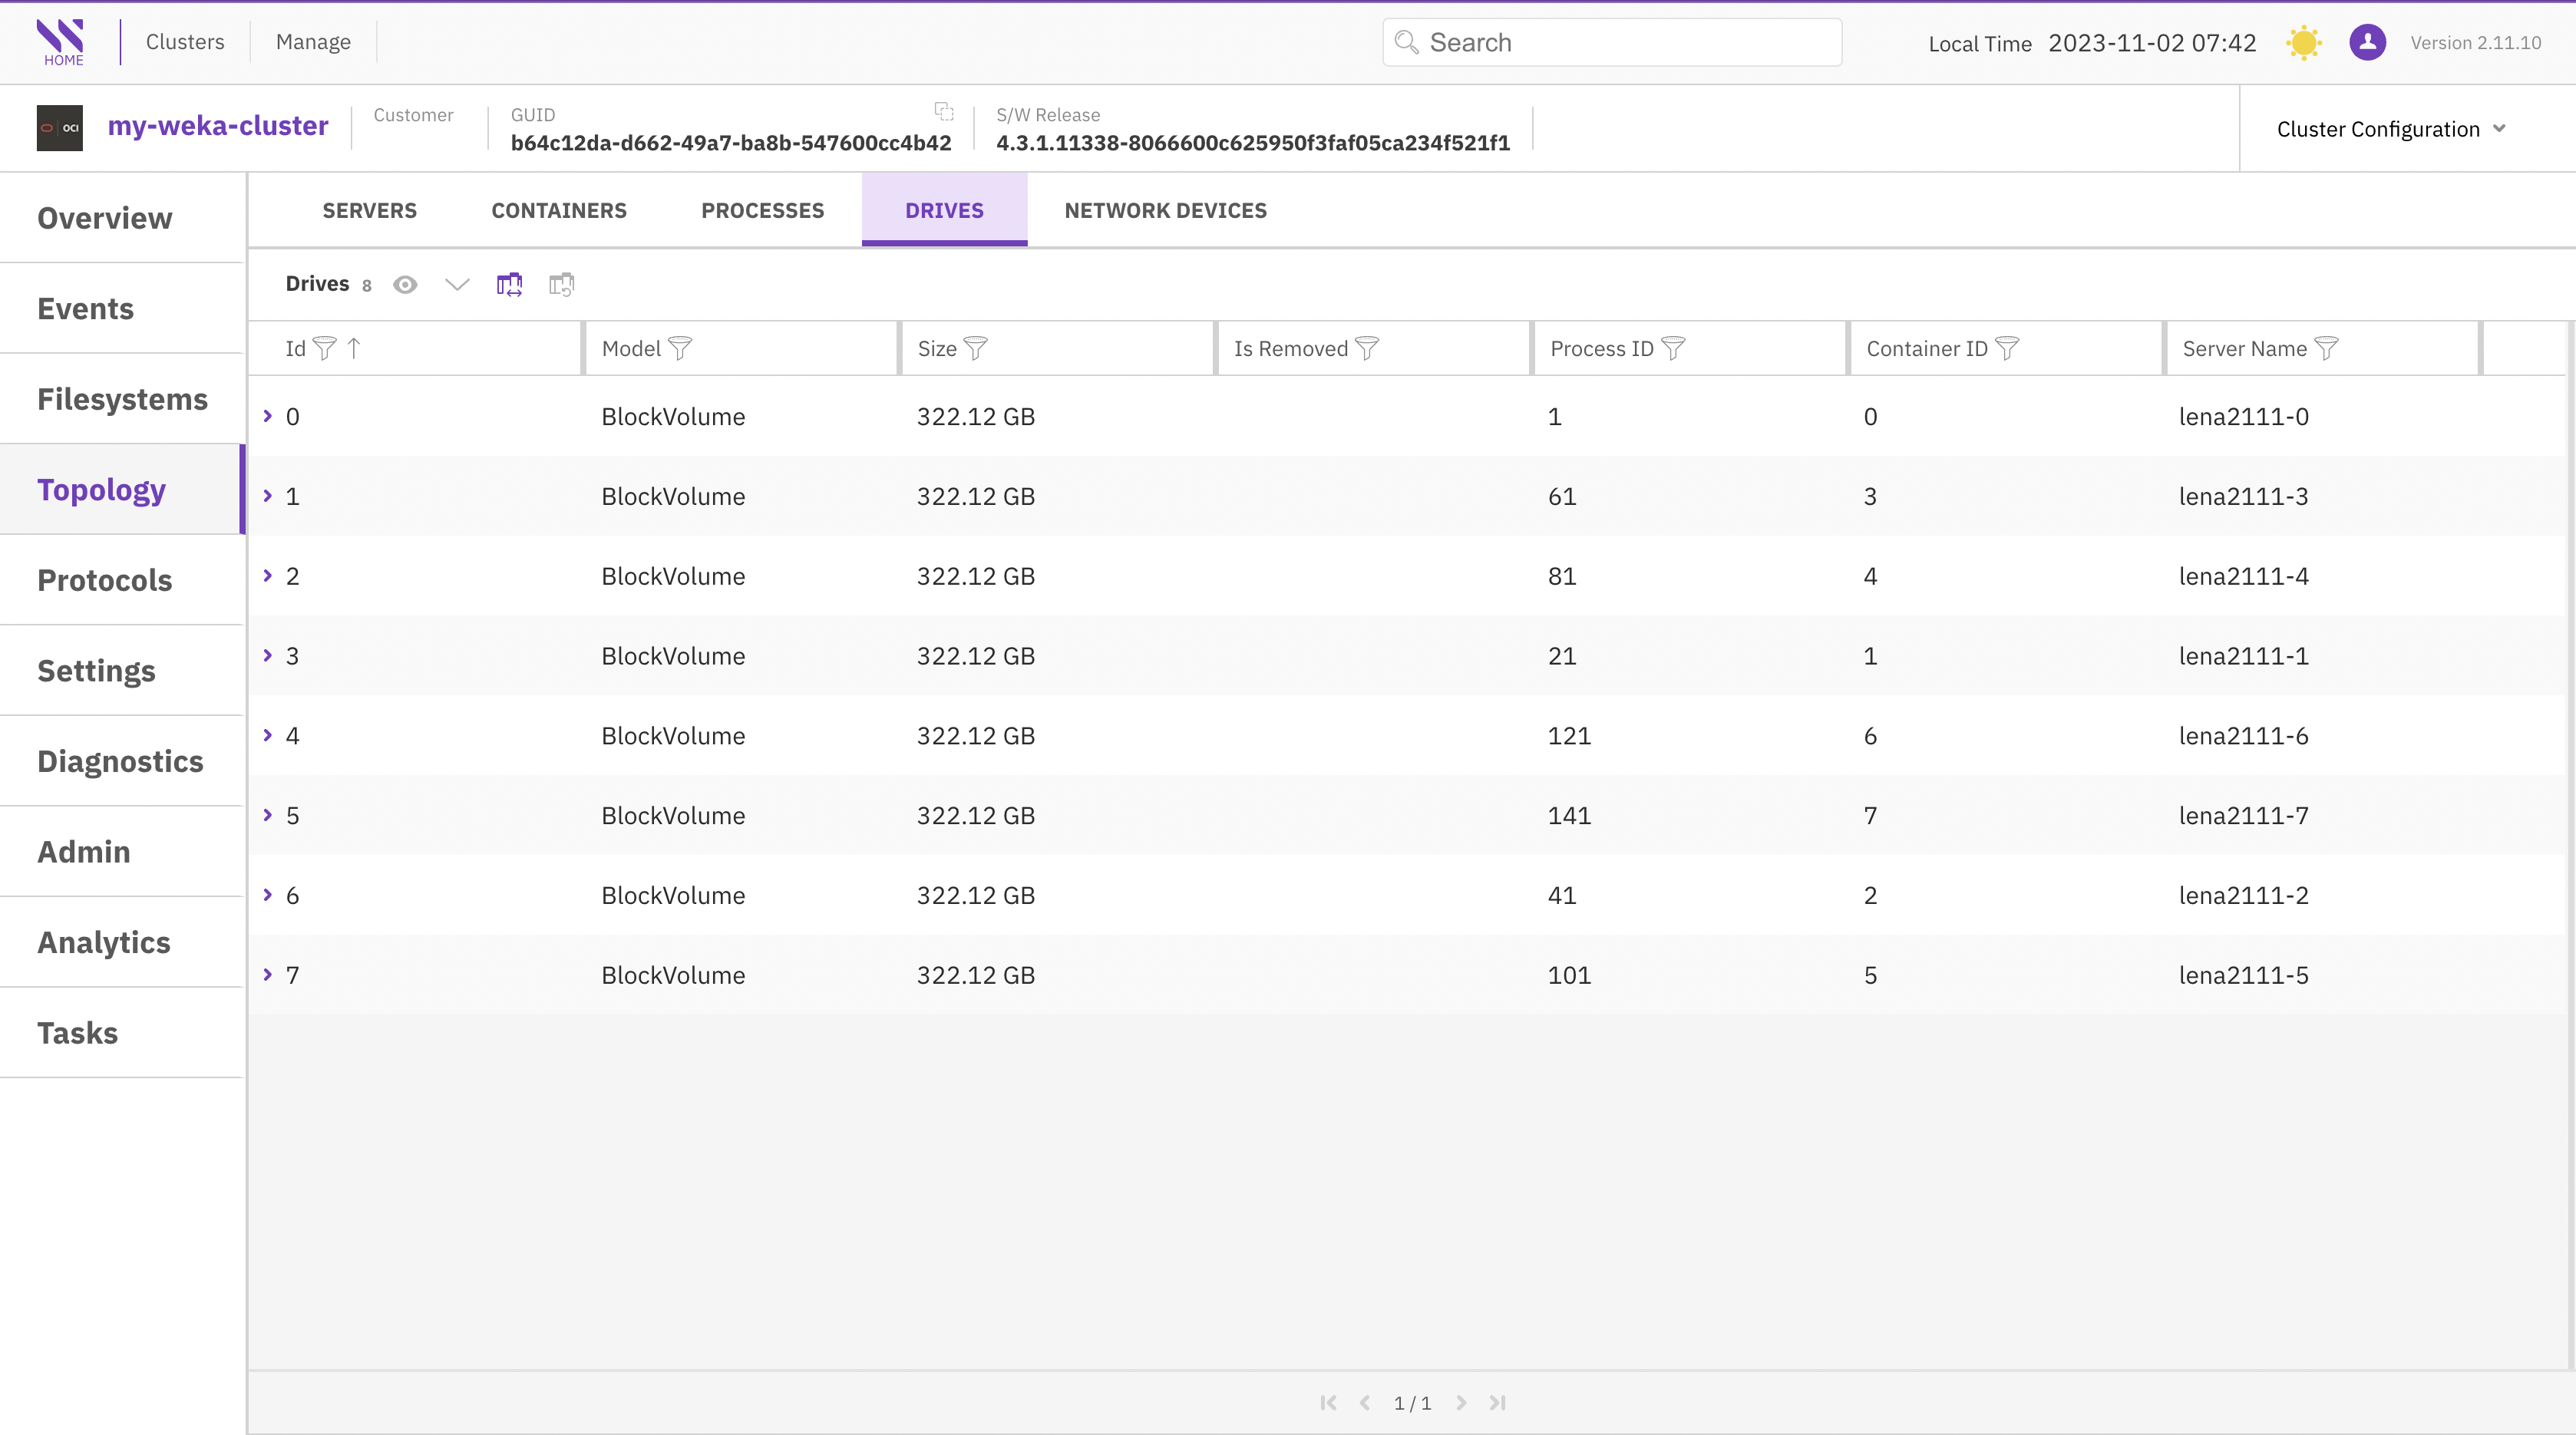 HOME
Clusters
Manage
Search
Local Time 2023-11-02 07:42
Version 2.11.10
OCI
my-weka-cluster
Customer
GUID
b64c12da-d662-49a7-ba8b-547600cc4b42
S/W Release
4.3.1.11338-8066600c625950f3faf05ca234f521f1
Cluster Configuration
Overview
Events
Filesystems
Topology
Protocols
Settings
Diagnostics
Admin
Analytics
Tasks
SERVERS CONTAINERS PROCESSES DRIVES NETWORK DEVICES
Drives 8
Id Model Size Is Removed Process ID Container ID Server Name
0 BlockVolume 322.12 GB 1 0 lena2111-0
1 BlockVolume 322.12 GB 61 3 lena2111-3
2 BlockVolume 322.12 GB 81 4 lena2111-4
3 BlockVolume 322.12 GB 21 1 lena2111-1
4 BlockVolume 322.12 GB 121 6 lena2111-6
5 BlockVolume 322.12 GB 141 7 lena2111-7
6 BlockVolume 322.12 GB 41 2 lena2111-2
7 BlockVolume 322.12 GB 101 5 lena2111-5
1 / 1